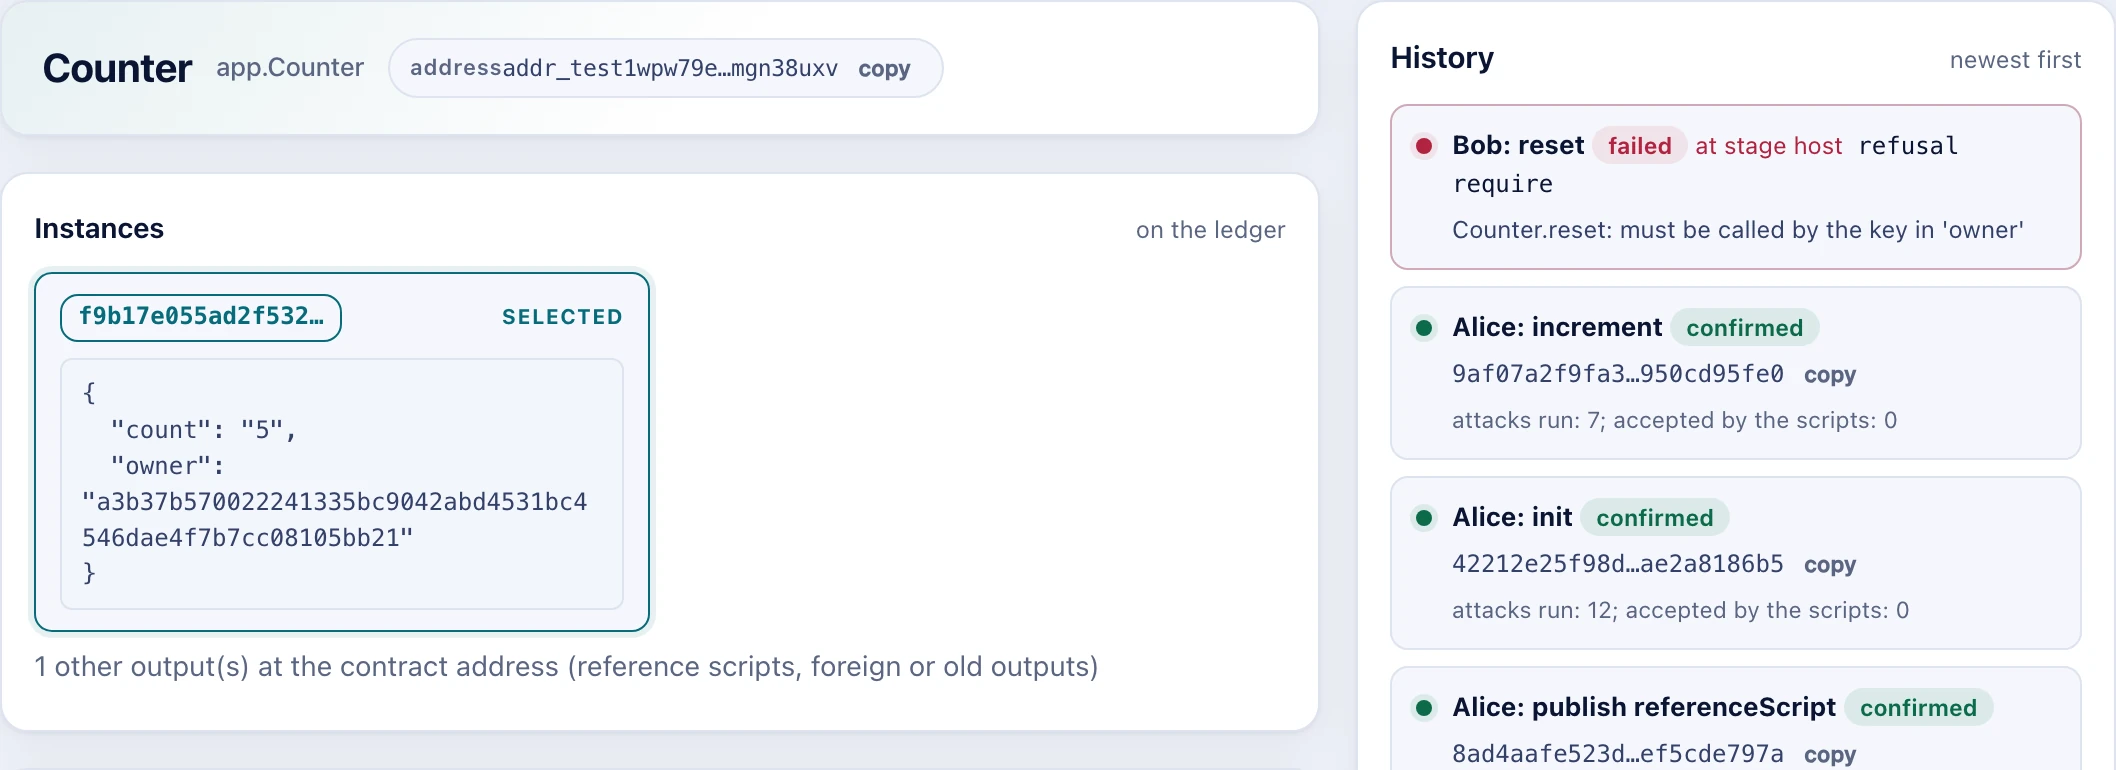 Counter app.Counter addressaddr_test1wpw79e…mgn38uxv copy
Instances on the ledger
f9b17e055ad2f532… SELECTED
{
"count": "5",
"owner":
"a3b37b570022241335bc9042abd4531bc4
546dae4f7b7cc08105bb21"
}
1 other output(s) at the contract address (reference scripts, foreign or old outputs)
History newest first
Bob: reset failed at stage host refusal
require
Counter.reset: must be called by the key in 'owner'
Alice: increment confirmed
9af07a2f9fa3…950cd95fe0 copy
attacks run: 7; accepted by the scripts: 0
Alice: init confirmed
42212e25f98d…ae2a8186b5 copy
attacks run: 12; accepted by the scripts: 0
Alice: publish referenceScript confirmed
8ad4aafe523d…ef5cde797a copy